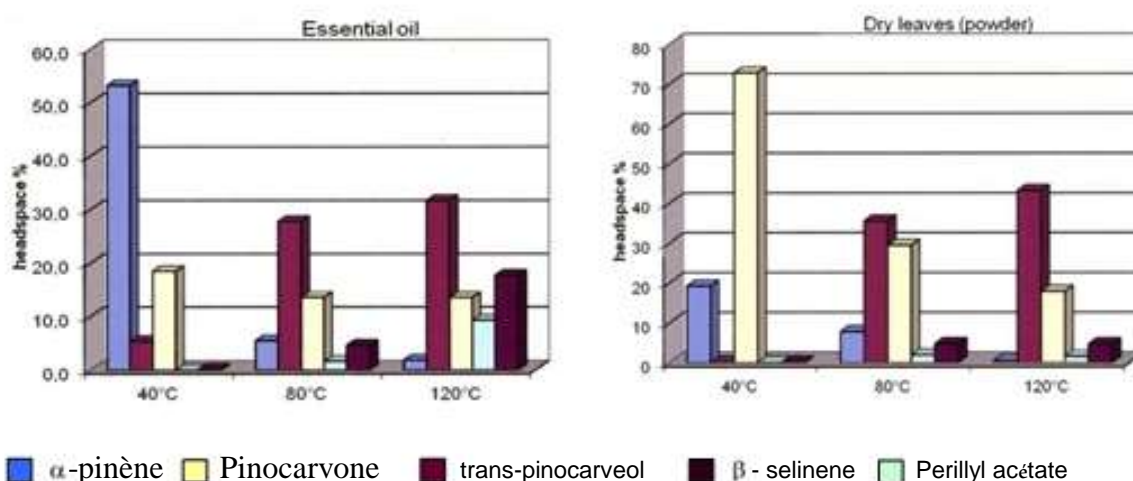 Essential oil
60.0
50.0
40.0
30.0
20.0
10.0
0.0
headspace %
40°C 80°C 120°C
Dry leaves (powder)
80
70
60
50
40
30
20
10
0
headspace %
40°C 80°C 120°C
α-pinène Pinocarvone trans-pinocarveol β - selinene Perillyl acétate